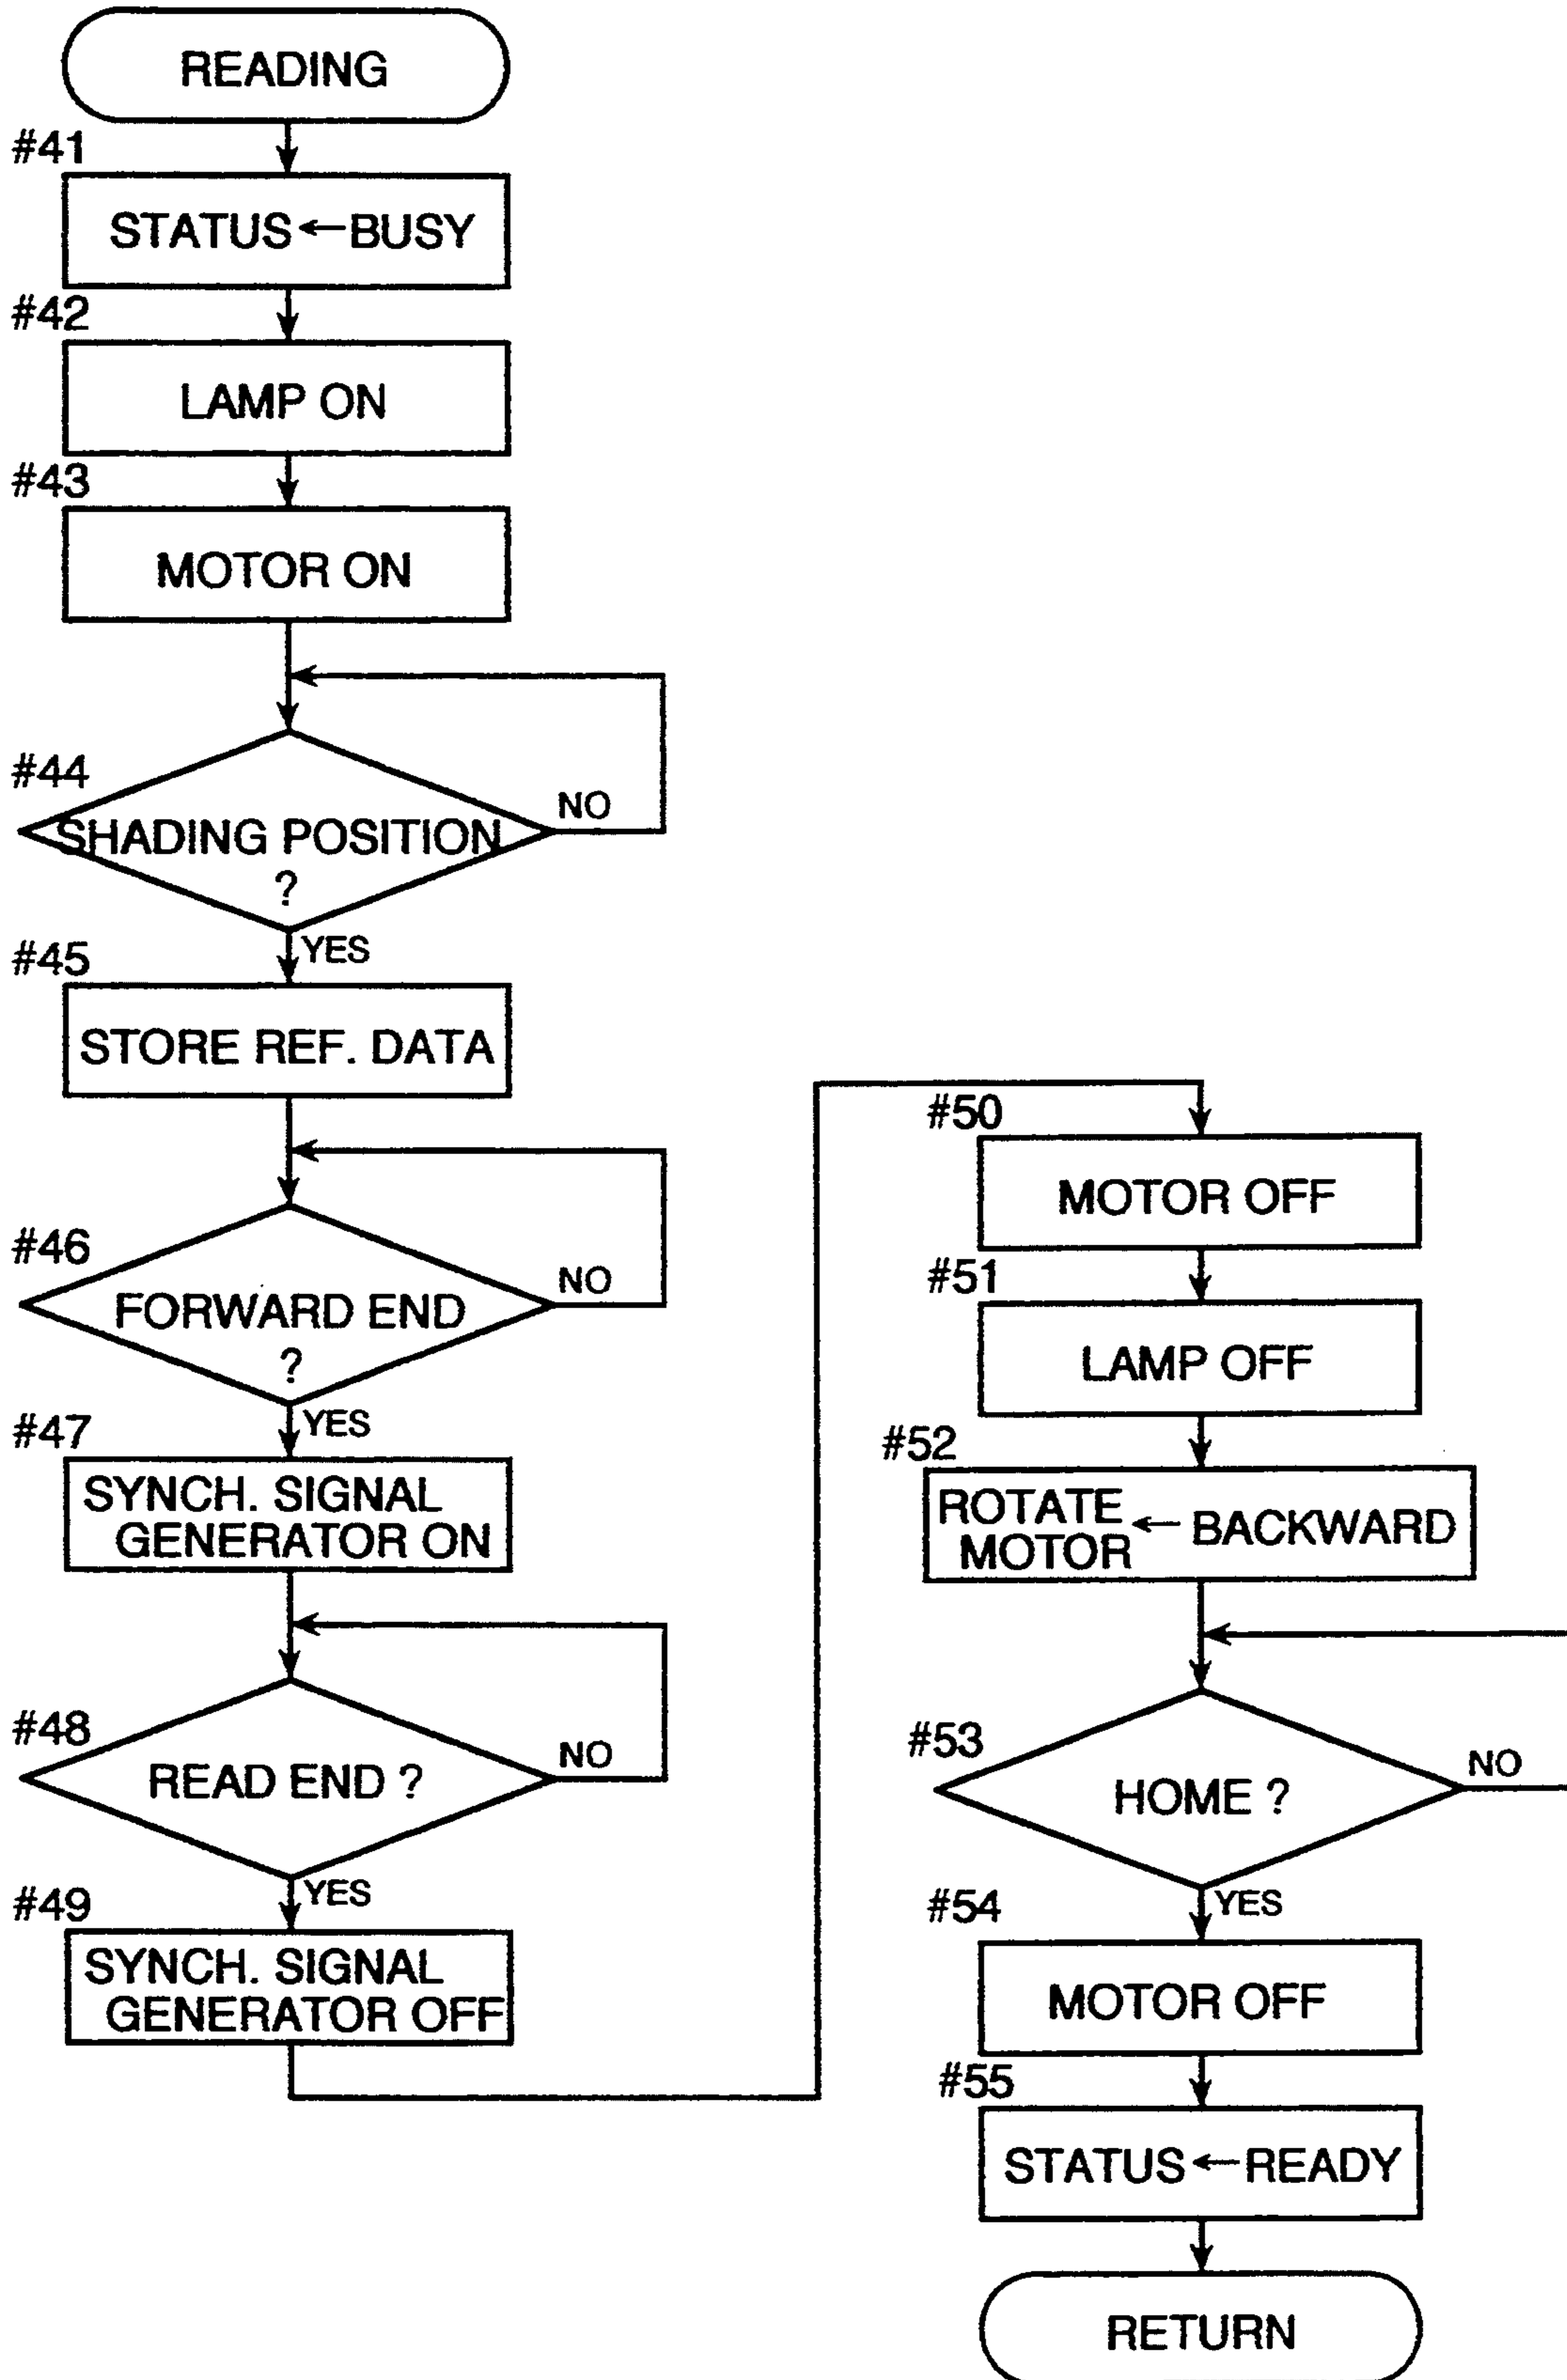 READING
#41
STATUS←BUSY
#42
LAMP ON
#43
MOTOR ON
#44
SHADING POSITION
?
NO
YES
#45
STORE REF. DATA
#46
FORWARD END
?
NO
YES
#47
SYNCH. SIGNAL
GENERATOR ON
#48
READ END ?
NO
YES
#49
SYNCH. SIGNAL
GENERATOR OFF
#50
MOTOR OFF
#51
LAMP OFF
#52
ROTATE
MOTOR ← BACKWARD
#53
HOME ?
NO
YES
#54
MOTOR OFF
#55
STATUS←READY
RETURN